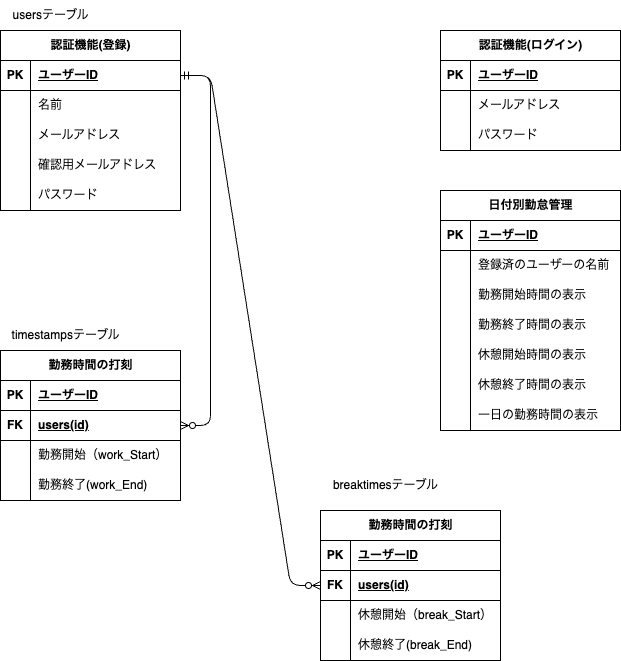 usersテーブル
認証機能(登録)
PK ユーザーID
名前
メールアドレス
確認用メールアドレス
パスワード
認証機能(ログイン)
PK ユーザーID
メールアドレス
パスワード
日付別勤怠管理
PK ユーザーID
登録済のユーザーの名前
勤務開始時間の表示
勤務終了時間の表示
休憩開始時間の表示
休憩終了時間の表示
一日の勤務時間の表示
timestampsテーブル
勤務時間の打刻
PK ユーザーID
FK users(id)
勤務開始（work_Start）
勤務終了(work_End)
breaktimesテーブル
勤務時間の打刻
PK ユーザーID
FK users(id)
休憩開始（break_Start）
休憩終了(break_End)